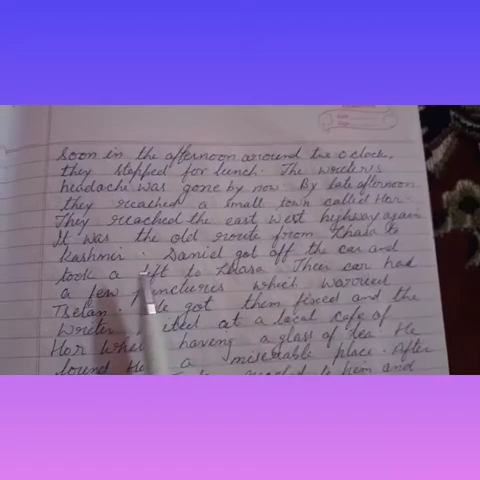 Soon in the afternoon around two o'clock,
they stopped for lunch. The writer's
headache was gone by now. By late afternoon
they reached a small town called Hor.
They reached the east west highway again
It was the old route from Lhasa to
Kashmir. Daniel got off the car and
took a lift to Lhasa. Their car had
a few punctures which worried
Tsetan. got them fixed and the
Writer at a local cafe of
Hor having a glass of tea. He
found a miserable place. After
to him and